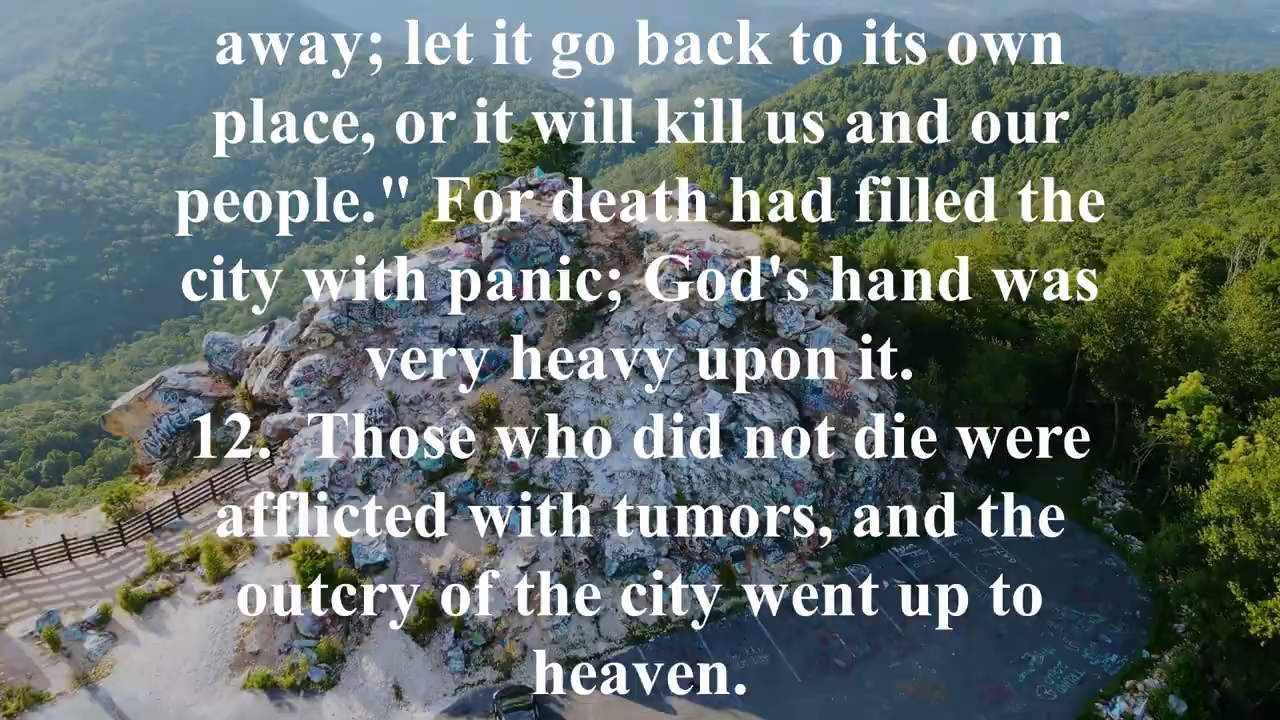 away; let it go back to its own
place, or it will kill us and our
people." For death had filled the
city with panic; God's hand was
very heavy upon it.
12. Those who did not die were
afflicted with tumors, and the
outcry of the city went up to
heaven.